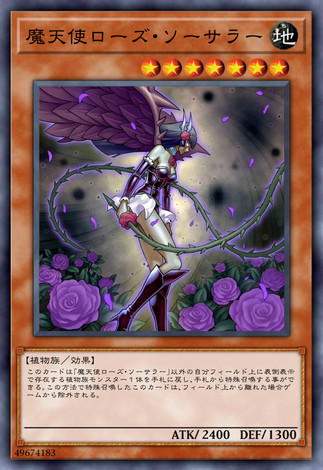 魔天使ローズ・ソーサラー
地
【植物族／効果】
このカードは「魔天使ローズ・ソーサラー」以外の自分フィールド上に表側表示
で存在する植物族モンスター１体を手札に戻し、手札から特殊召喚する事がで
きる。この方法で特殊召喚したこのカードは、フィールド上から離れた場合ゲ
ームから除外される。
ATK/2400 DEF/1300
49674183